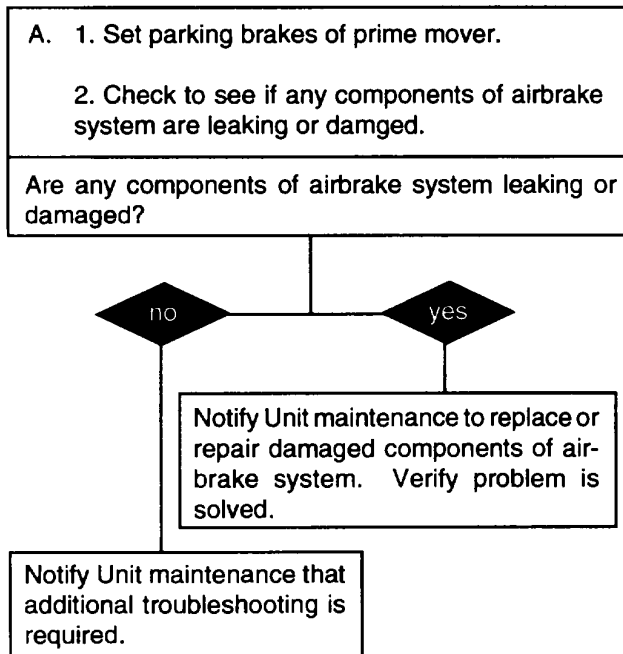 A. 1. Set parking brakes of prime mover.
2. Check to see if any components of airbrake
system are leaking or damged.
Are any components of airbrake system leaking or
damaged?
no
yes
Notify Unit maintenance to replace or
repair damaged components of air-
brake system. Verify problem is
solved.
Notify Unit maintenance that
additional troubleshooting is
required.